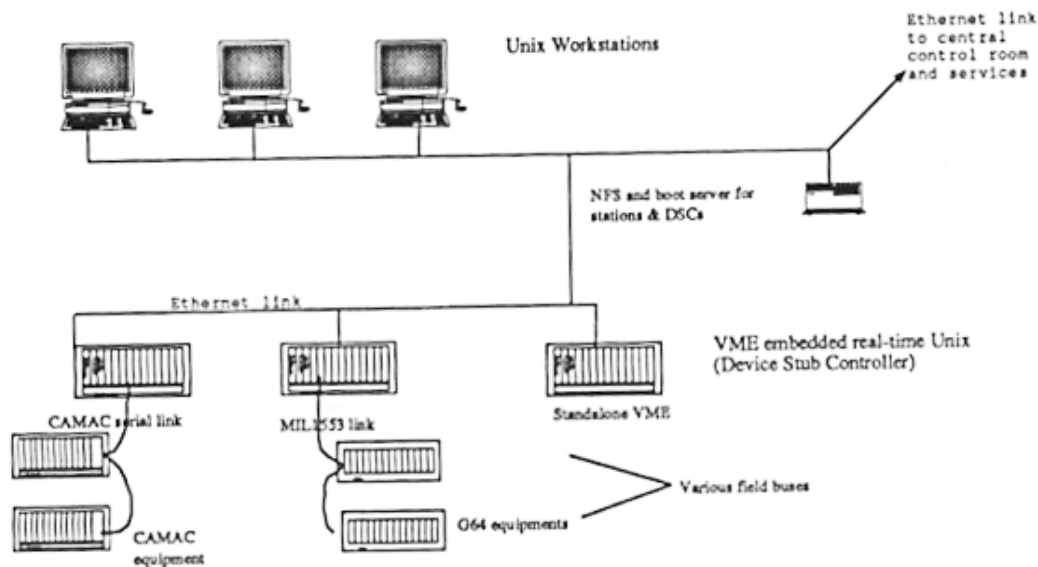 Unix Workstations
Ethernet link
to central
control room
and services
NFS and boot server for
stations & DSCs
Ethernet link
VME embedded real-time Unix
(Device Stub Controller)
CAMAC serial link
MIL1553 link
Standalone VME
Various field buses
G64 equipments
CAMAC
equipment